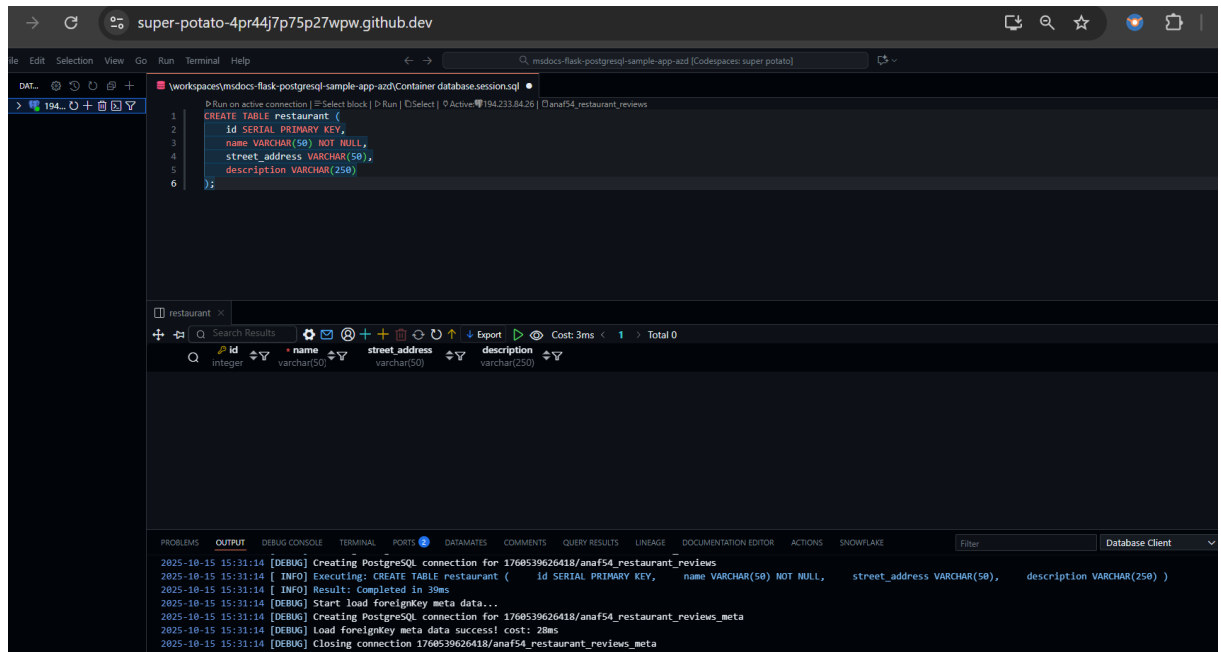 super-potato-4pr44j7p75p27wpw.github.dev
ile Edit Selection View Go Run Terminal Help
msdocs-flask-postgresql-sample-app-azd [Codespaces: super potato]
DAT...
\workspaces\msdocs-flask-postgresql-sample-app-azd\Container database.session.sql
194...
Run on active connection | Select block | Run | Select | Active: 194.233.84.26 | anaf54_restaurant_reviews
1 CREATE TABLE restaurant (
2 id SERIAL PRIMARY KEY,
3 name VARCHAR(50) NOT NULL,
4 street_address VARCHAR(50),
5 description VARCHAR(250)
6 );
restaurant
Search Results Export Cost: 3ms < 1 > Total 0
id * name street_address description
integer varchar(50) varchar(50) varchar(250)
PROBLEMS OUTPUT DEBUG CONSOLE TERMINAL PORTS 2 DATAMATES COMMENTS QUERY RESULTS LINEAGE DOCUMENTATION EDITOR ACTIONS SNOWFLAKE Filter Database Client
2025-10-15 15:31:14 [DEBUG] Creating PostgreSQL connection for 1760539626418/anaf54_restaurant_reviews
2025-10-15 15:31:14 [ INFO] Executing: CREATE TABLE restaurant ( id SERIAL PRIMARY KEY, name VARCHAR(50) NOT NULL, street_address VARCHAR(50), description VARCHAR(250) )
2025-10-15 15:31:14 [ INFO] Result: Completed in 39ms
2025-10-15 15:31:14 [DEBUG] Start load foreignKey meta data...
2025-10-15 15:31:14 [DEBUG] Creating PostgreSQL connection for 1760539626418/anaf54_restaurant_reviews_meta
2025-10-15 15:31:14 [DEBUG] Load foreignKey meta data success! cost: 28ms
2025-10-15 15:31:14 [DEBUG] Closing connection 1760539626418/anaf54_restaurant_reviews_meta